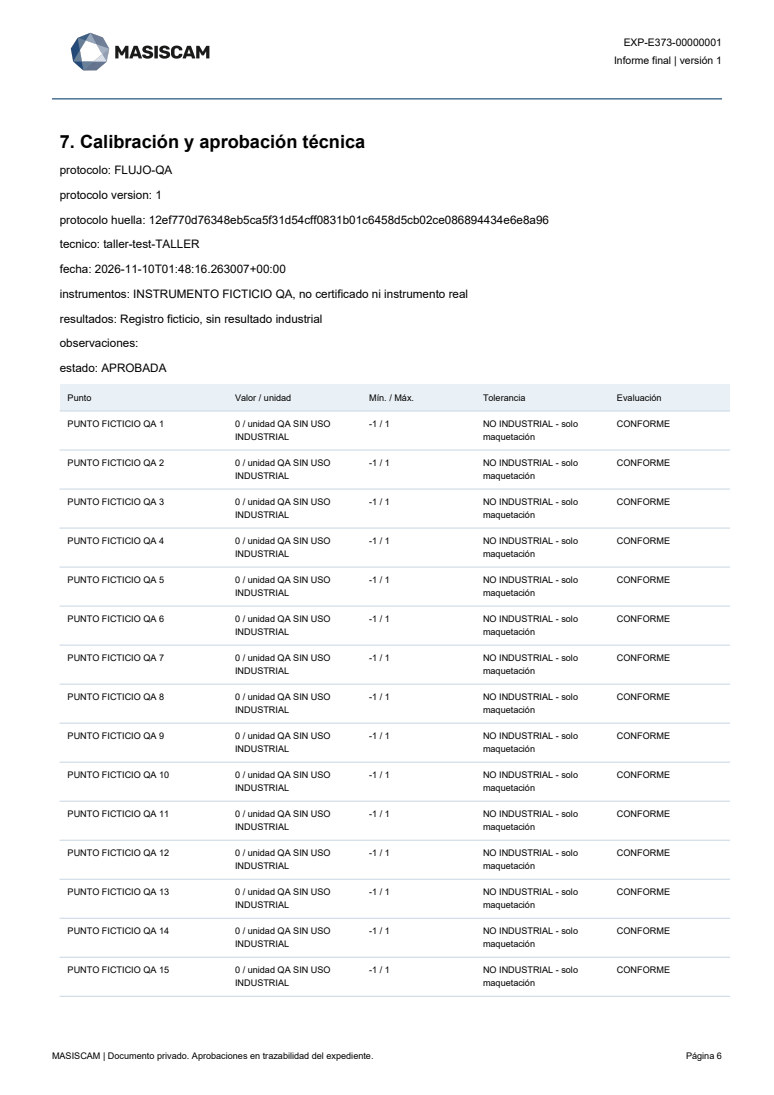 MASISCAM
EXP-E373-00000001
Informe final | versión 1
7. Calibración y aprobación técnica
protocolo: FLUJO-QA
protocolo version: 1
protocolo huella: 12ef770d76348eb5ca5f31d54cff0831b01c6458d5cb02ce086894434e6e8a96
tecnico: taller-test-TALLER
fecha: 2026-11-10T01:48:16.263007+00:00
instrumentos: INSTRUMENTO FICTICIO QA, no certificado ni instrumento real
resultados: Registro ficticio, sin resultado industrial
observaciones:
estado: APROBADA
Punto Valor / unidad Mín. / Máx. Tolerancia Evaluación
PUNTO FICTICIO QA 1 0 / unidad QA SIN USO -1 / 1 NO INDUSTRIAL - solo CONFORME
INDUSTRIAL maquetación
PUNTO FICTICIO QA 2 0 / unidad QA SIN USO -1 / 1 NO INDUSTRIAL - solo CONFORME
INDUSTRIAL maquetación
PUNTO FICTICIO QA 3 0 / unidad QA SIN USO -1 / 1 NO INDUSTRIAL - solo CONFORME
INDUSTRIAL maquetación
PUNTO FICTICIO QA 4 0 / unidad QA SIN USO -1 / 1 NO INDUSTRIAL - solo CONFORME
INDUSTRIAL maquetación
PUNTO FICTICIO QA 5 0 / unidad QA SIN USO -1 / 1 NO INDUSTRIAL - solo CONFORME
INDUSTRIAL maquetación
PUNTO FICTICIO QA 6 0 / unidad QA SIN USO -1 / 1 NO INDUSTRIAL - solo CONFORME
INDUSTRIAL maquetación
PUNTO FICTICIO QA 7 0 / unidad QA SIN USO -1 / 1 NO INDUSTRIAL - solo CONFORME
INDUSTRIAL maquetación
PUNTO FICTICIO QA 8 0 / unidad QA SIN USO -1 / 1 NO INDUSTRIAL - solo CONFORME
INDUSTRIAL maquetación
PUNTO FICTICIO QA 9 0 / unidad QA SIN USO -1 / 1 NO INDUSTRIAL - solo CONFORME
INDUSTRIAL maquetación
PUNTO FICTICIO QA 10 0 / unidad QA SIN USO -1 / 1 NO INDUSTRIAL - solo CONFORME
INDUSTRIAL maquetación
PUNTO FICTICIO QA 11 0 / unidad QA SIN USO -1 / 1 NO INDUSTRIAL - solo CONFORME
INDUSTRIAL maquetación
PUNTO FICTICIO QA 12 0 / unidad QA SIN USO -1 / 1 NO INDUSTRIAL - solo CONFORME
INDUSTRIAL maquetación
PUNTO FICTICIO QA 13 0 / unidad QA SIN USO -1 / 1 NO INDUSTRIAL - solo CONFORME
INDUSTRIAL maquetación
PUNTO FICTICIO QA 14 0 / unidad QA SIN USO -1 / 1 NO INDUSTRIAL - solo CONFORME
INDUSTRIAL maquetación
PUNTO FICTICIO QA 15 0 / unidad QA SIN USO -1 / 1 NO INDUSTRIAL - solo CONFORME
INDUSTRIAL maquetación
MASISCAM | Documento privado. Aprobaciones en trazabilidad del expediente. Página 6